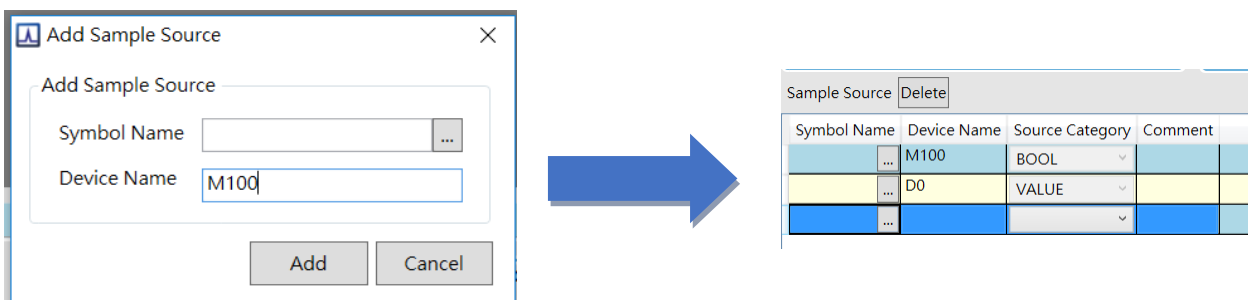 Add Sample Source
Add Sample Source
Symbol Name ...
Device Name M100
Add Cancel
Sample Source Delete
Symbol Name Device Name Source Category Comment
... M100 BOOL
... D0 VALUE
...